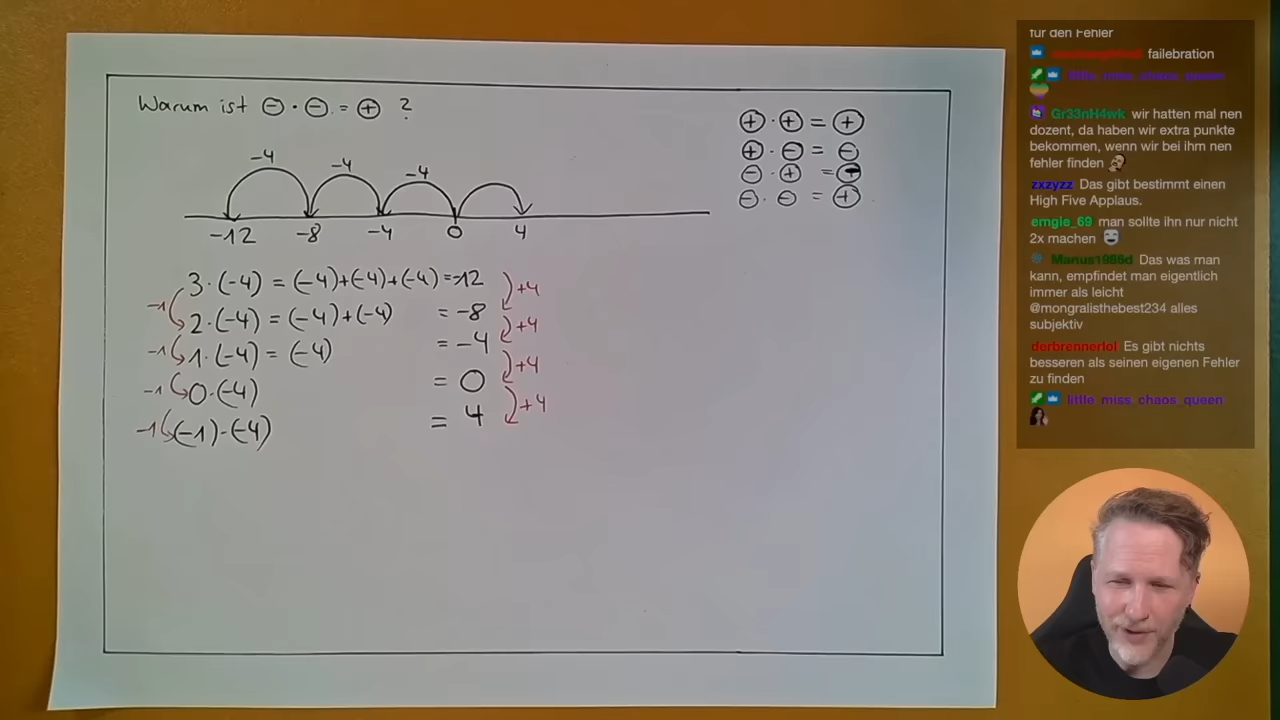 Warum ist ⊖ · ⊖ = ⊕ ?
⊕ · ⊕ = ⊕
⊕ · ⊖ = ⊖
⊖ · ⊕ = ⊖
⊖ · ⊖ = ⊕
-4 -4 -4
-12 -8 -4 0 4
3·(-4) = (-4)+(-4)+(-4) =-12 +4
-1 2·(-4) = (-4)+(-4) = -8 +4
-1 1·(-4) = (-4) = -4 +4
-1 0·(-4) = 0 +4
-1 (-1)·(-4) = 4
für den Fehler
failebration
little_miss_chaos_queen
Gr33nH4wk wir hatten mal nen
dozent, da haben wir extra punkte
bekommen, wenn wir bei ihm nen
fehler finden
zxzyzz Das gibt bestimmt einen
High Five Applaus.
emgie_69 man sollte ihn nur nicht
2x machen
Marius1986d Das was man
kann, empfindet man eigentlich
immer als leicht
@mongralisthebest234 alles
subjektiv
derbrennerlol Es gibt nichts
besseren als seinen eigenen Fehler
zu finden
little_miss_chaos_queen